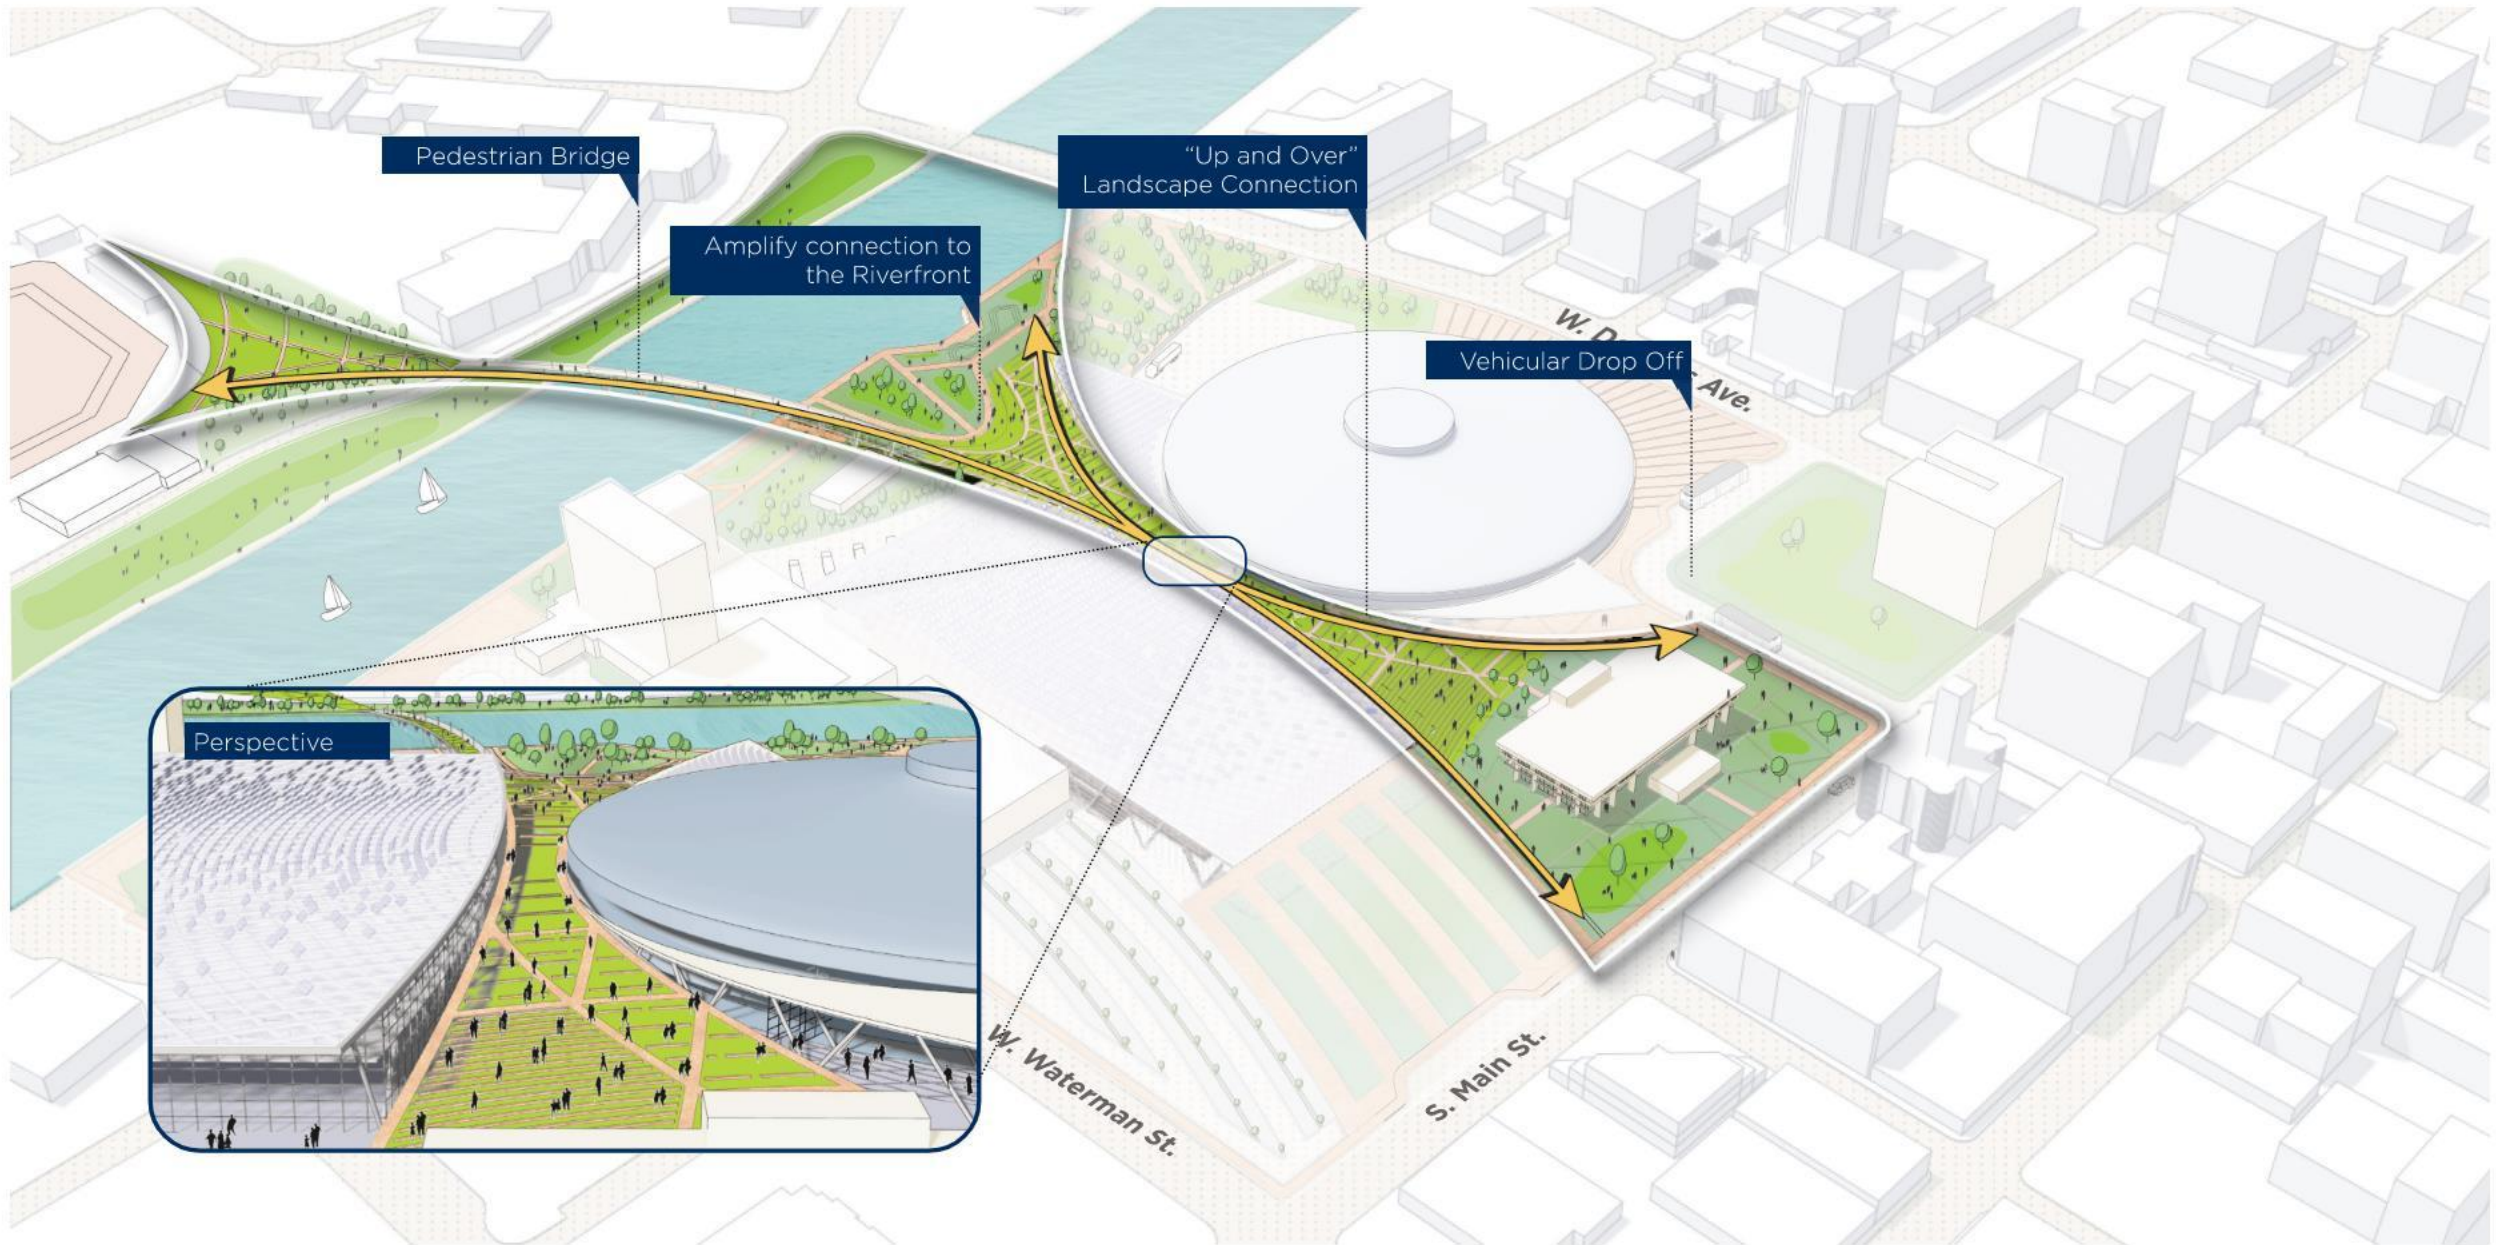 Pedestrian Bridge
"Up and Over"
Landscape Connection
Amplify connection to
the Riverfront
W.
Ave.
Vehicular Drop Off
Perspective
W. Waterman St.
S. Main St.